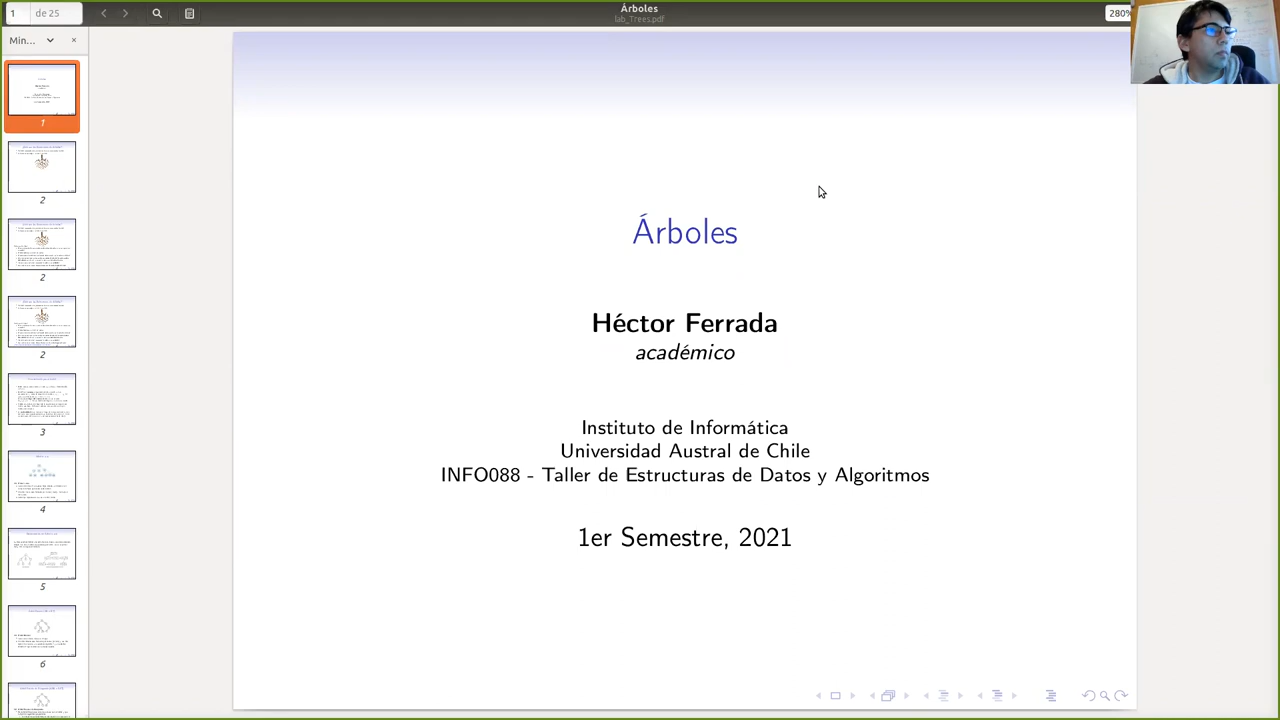 1 de 25
Árboles
lab_Trees.pdf
280%
Min...
1
2
2
2
3
4
5
6
Árboles
Héctor Ferrada
académico
Instituto de Informática
Universidad Austral de Chile
INFO088 - Taller de Estructuras de Datos y Algoritmos
1er Semestre, 2021